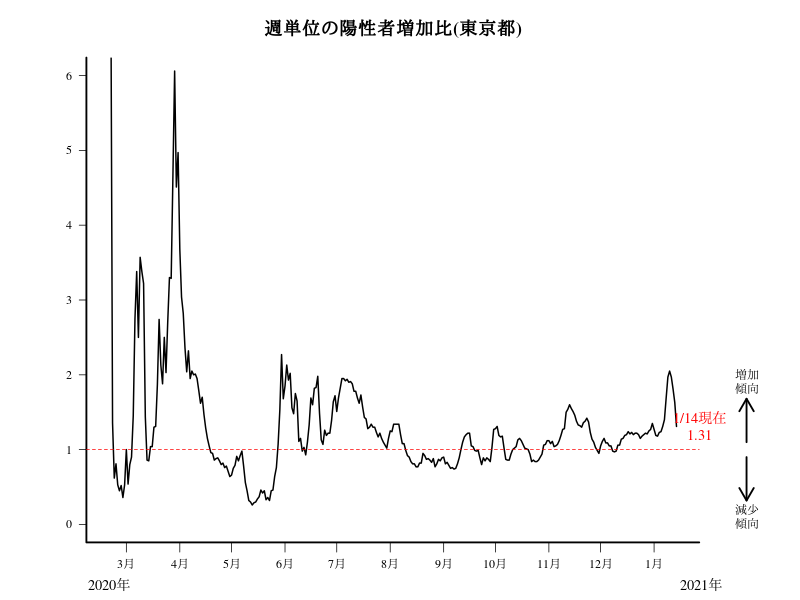 週単位の陽性者増加比(東京都)
6
5
4
3
2
1
0
増加
傾向
1/14現在
1.31
減少
傾向
3月
4月
5月
6月
7月
8月
9月
10月
11月
12月
1月
2020年
2021年